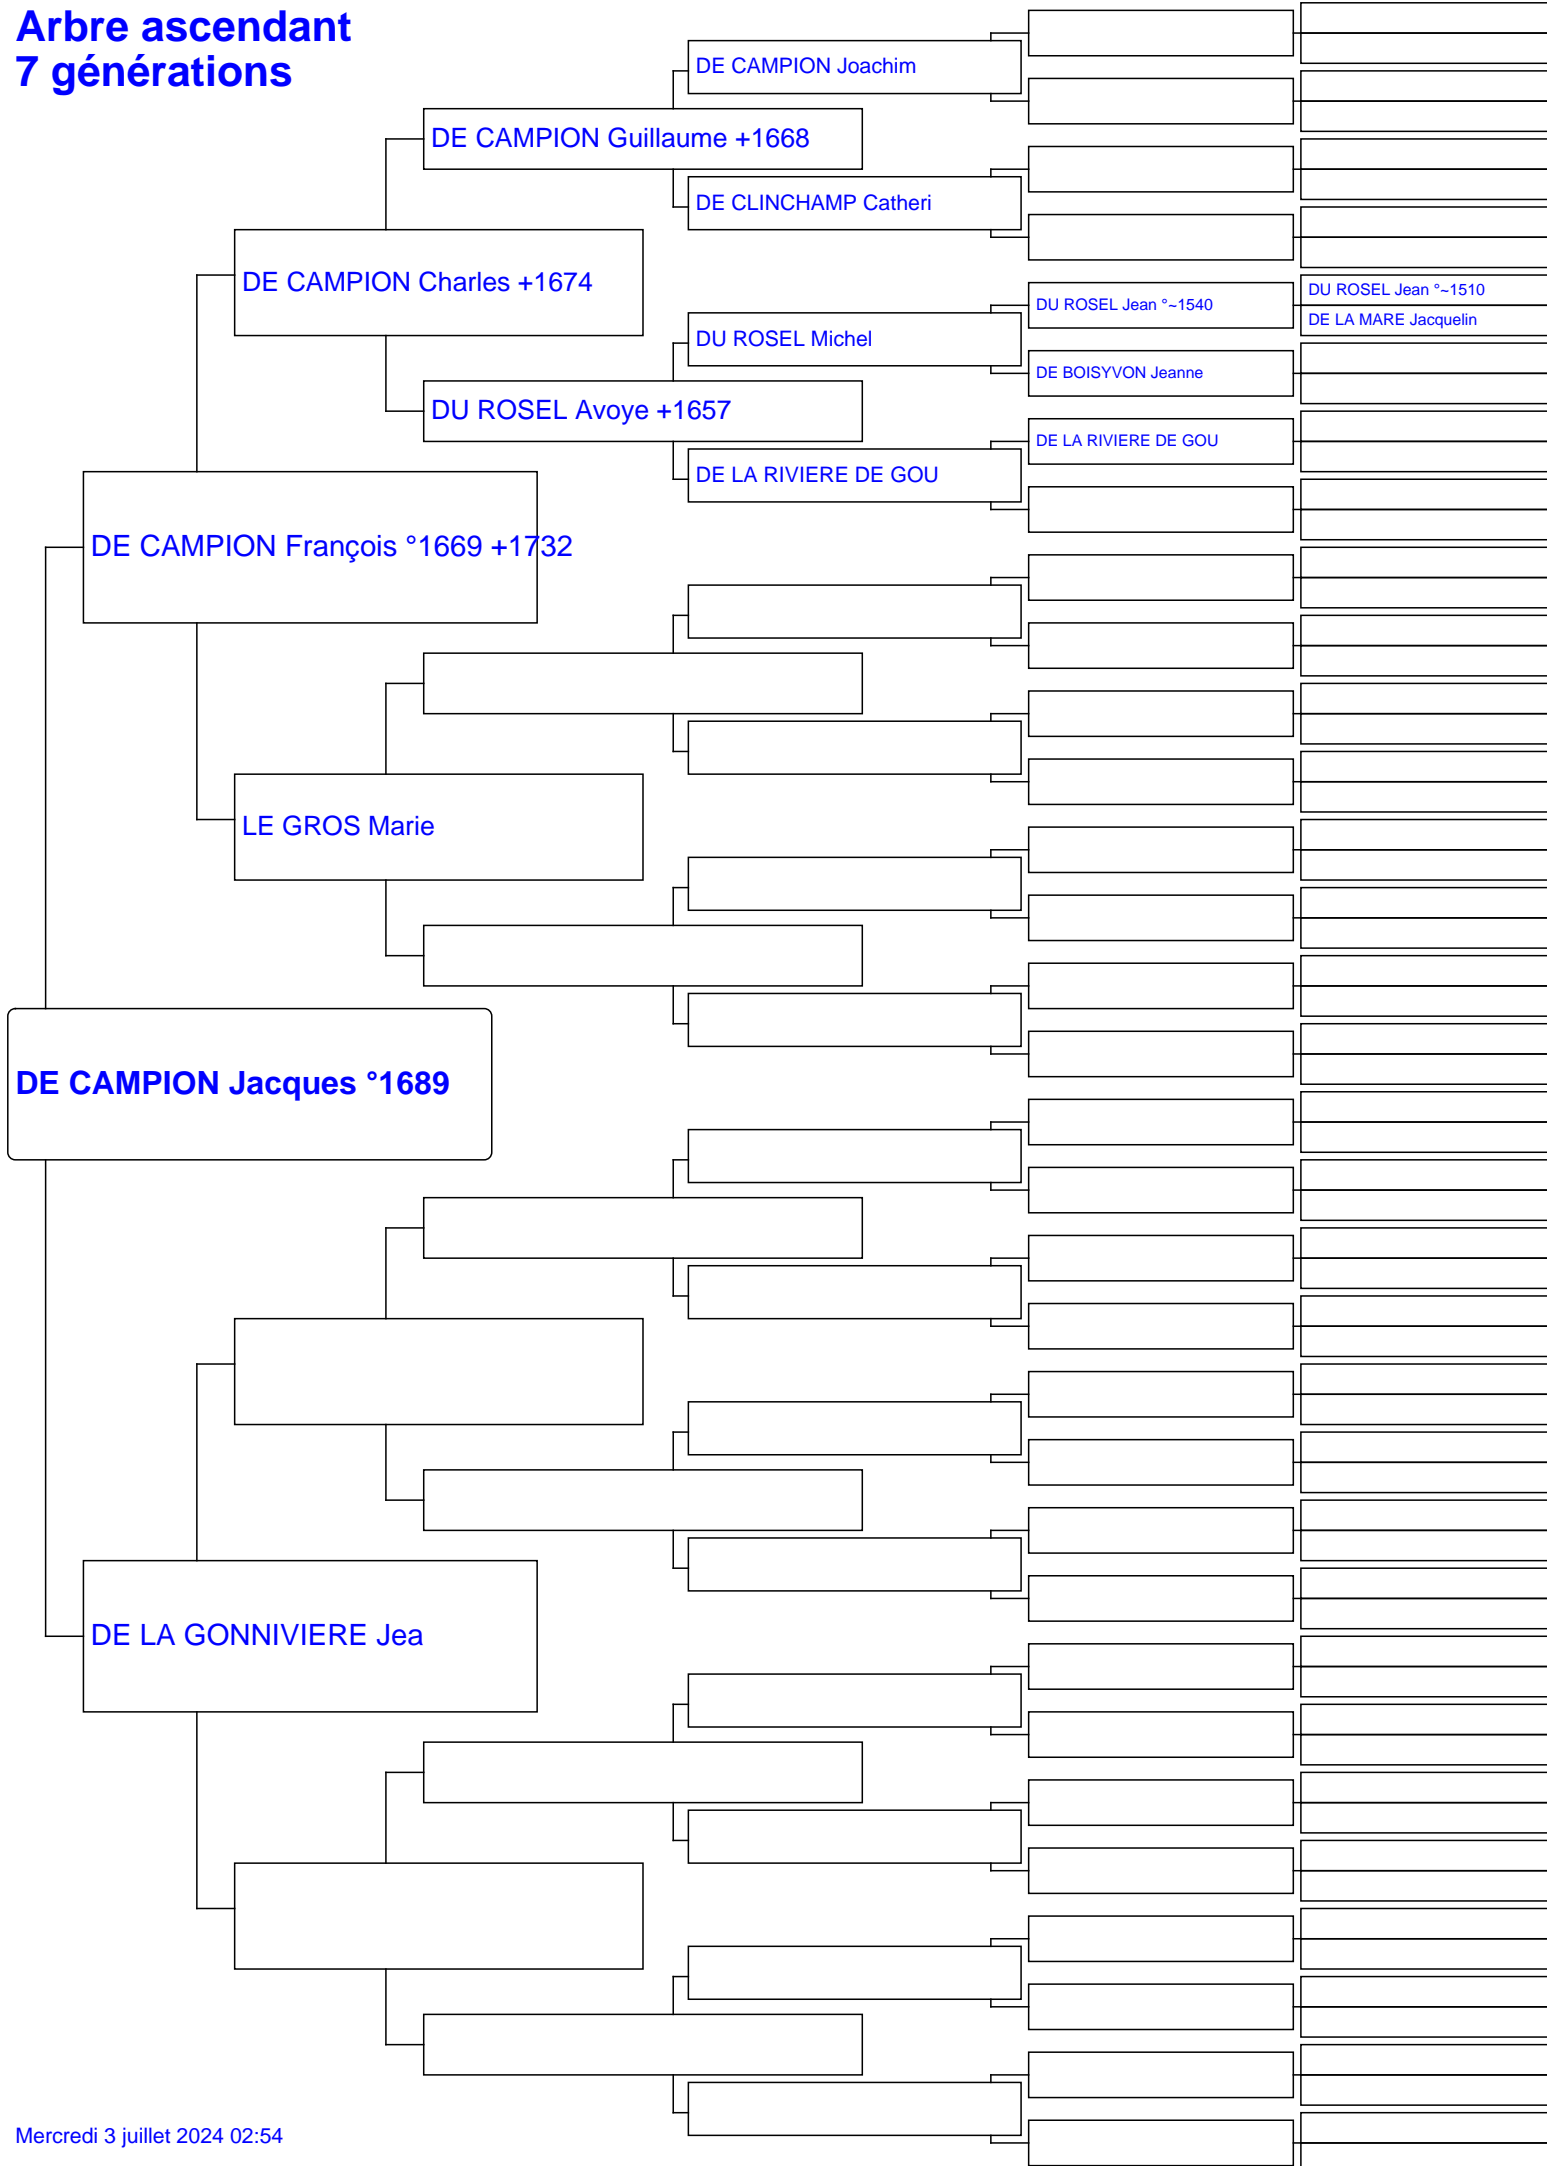 Arbre ascendant
7 générations
DE CAMPION Joachim
DE CAMPION Guillaume +1668
DE CLINCHAMP Catheri
DE CAMPION Charles +1674
DU ROSEL Jean °~1510
DU ROSEL Jean °~1540
DE LA MARE Jacquelin
DU ROSEL Michel
DE BOISYVON Jeanne
DU ROSEL Avoye +1657
DE LA RIVIERE DE GOU
DE LA RIVIERE DE GOU
DE CAMPION François °1669 +1732
LE GROS Marie
DE CAMPION Jacques °1689
DE LA GONNIVIERE Jea
Mercredi 3 juillet 2024 02:54